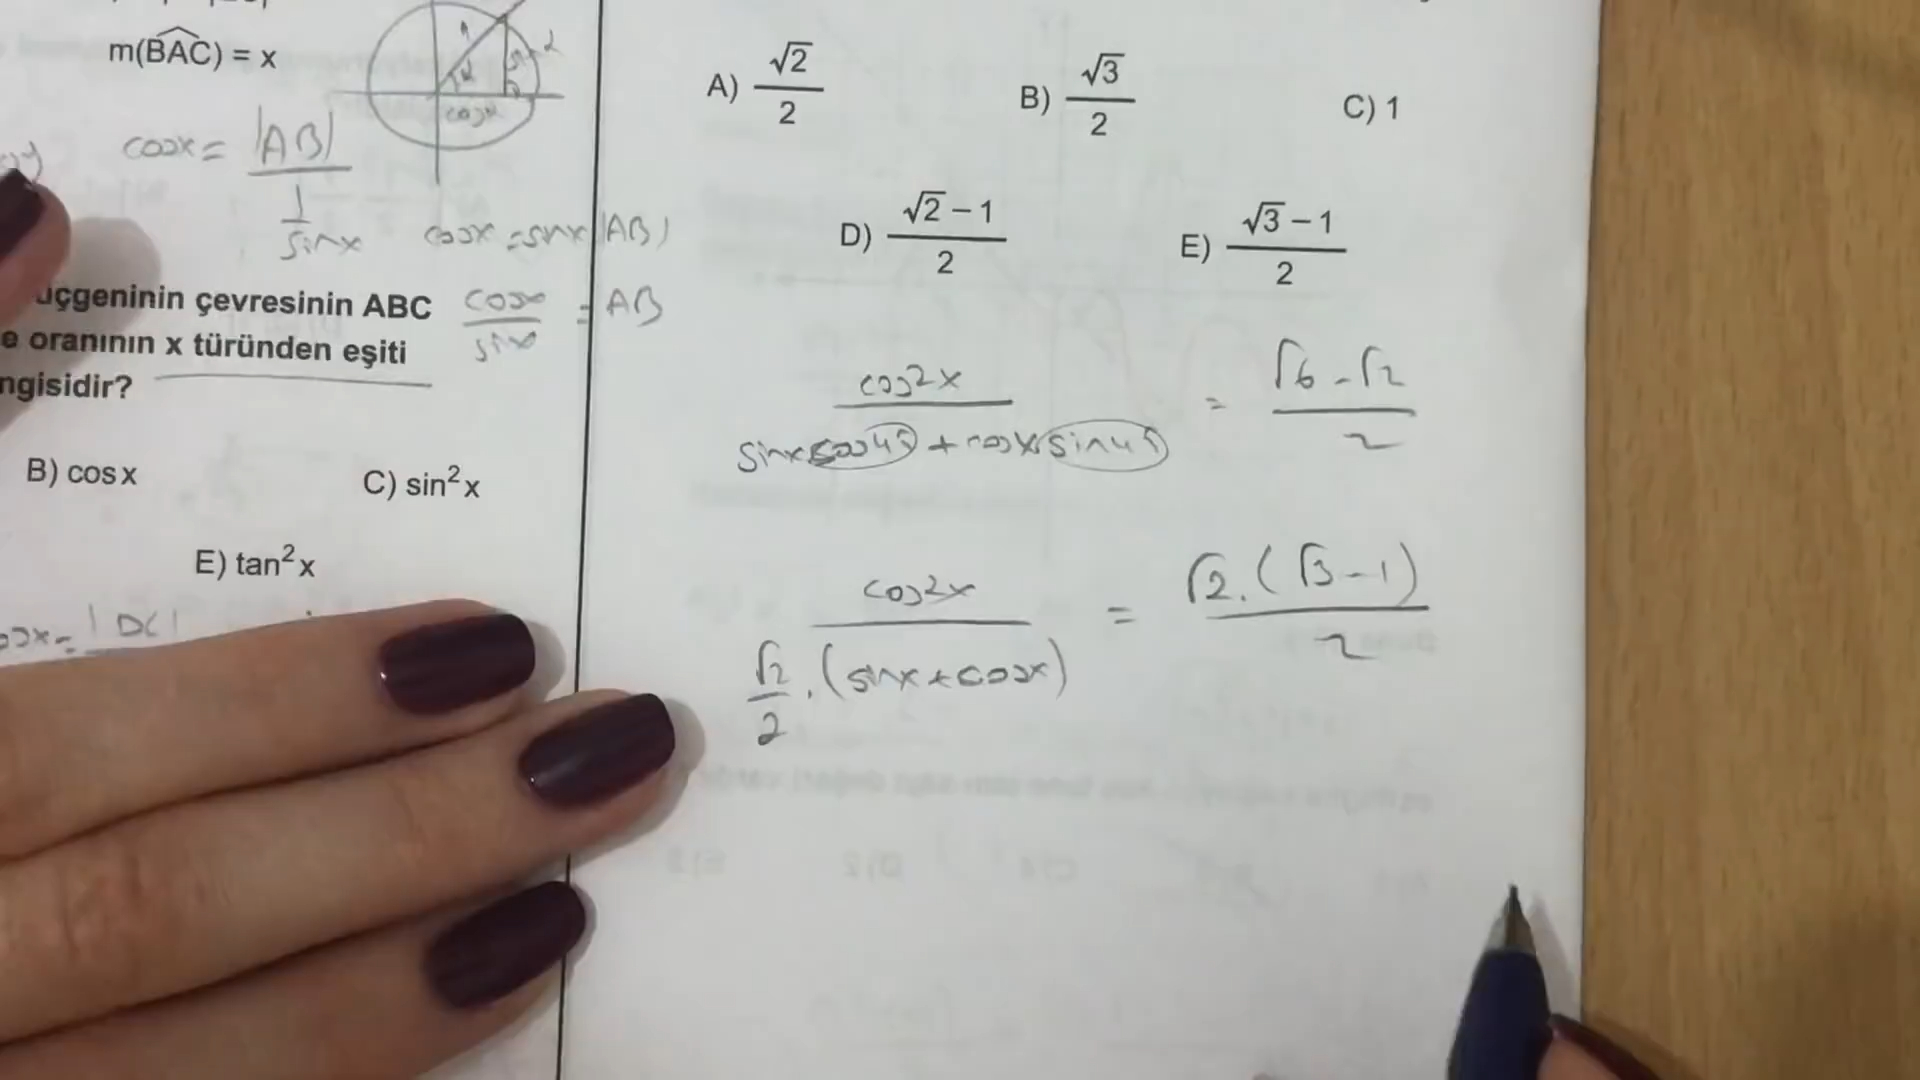 m(BAC) = x
cosx = |AB| / 1/sinx
cosx = sinx |AB|
üçgeninin çevresinin ABC
oranının x türünden eşiti
ngisidir?
cosx / sinx = AB
B) cos x
C) sin²x
E) tan²x
|DC|
A) √2 / 2
B) √3 / 2
C) 1
D) √2 − 1 / 2
E) √3 − 1 / 2
cos2x / sinx cos45 + cosx sin45 = √6 - √2 / 2
cos2x / √2/2 . (sinx + cosx) = √2 . (√3 - 1) / 2